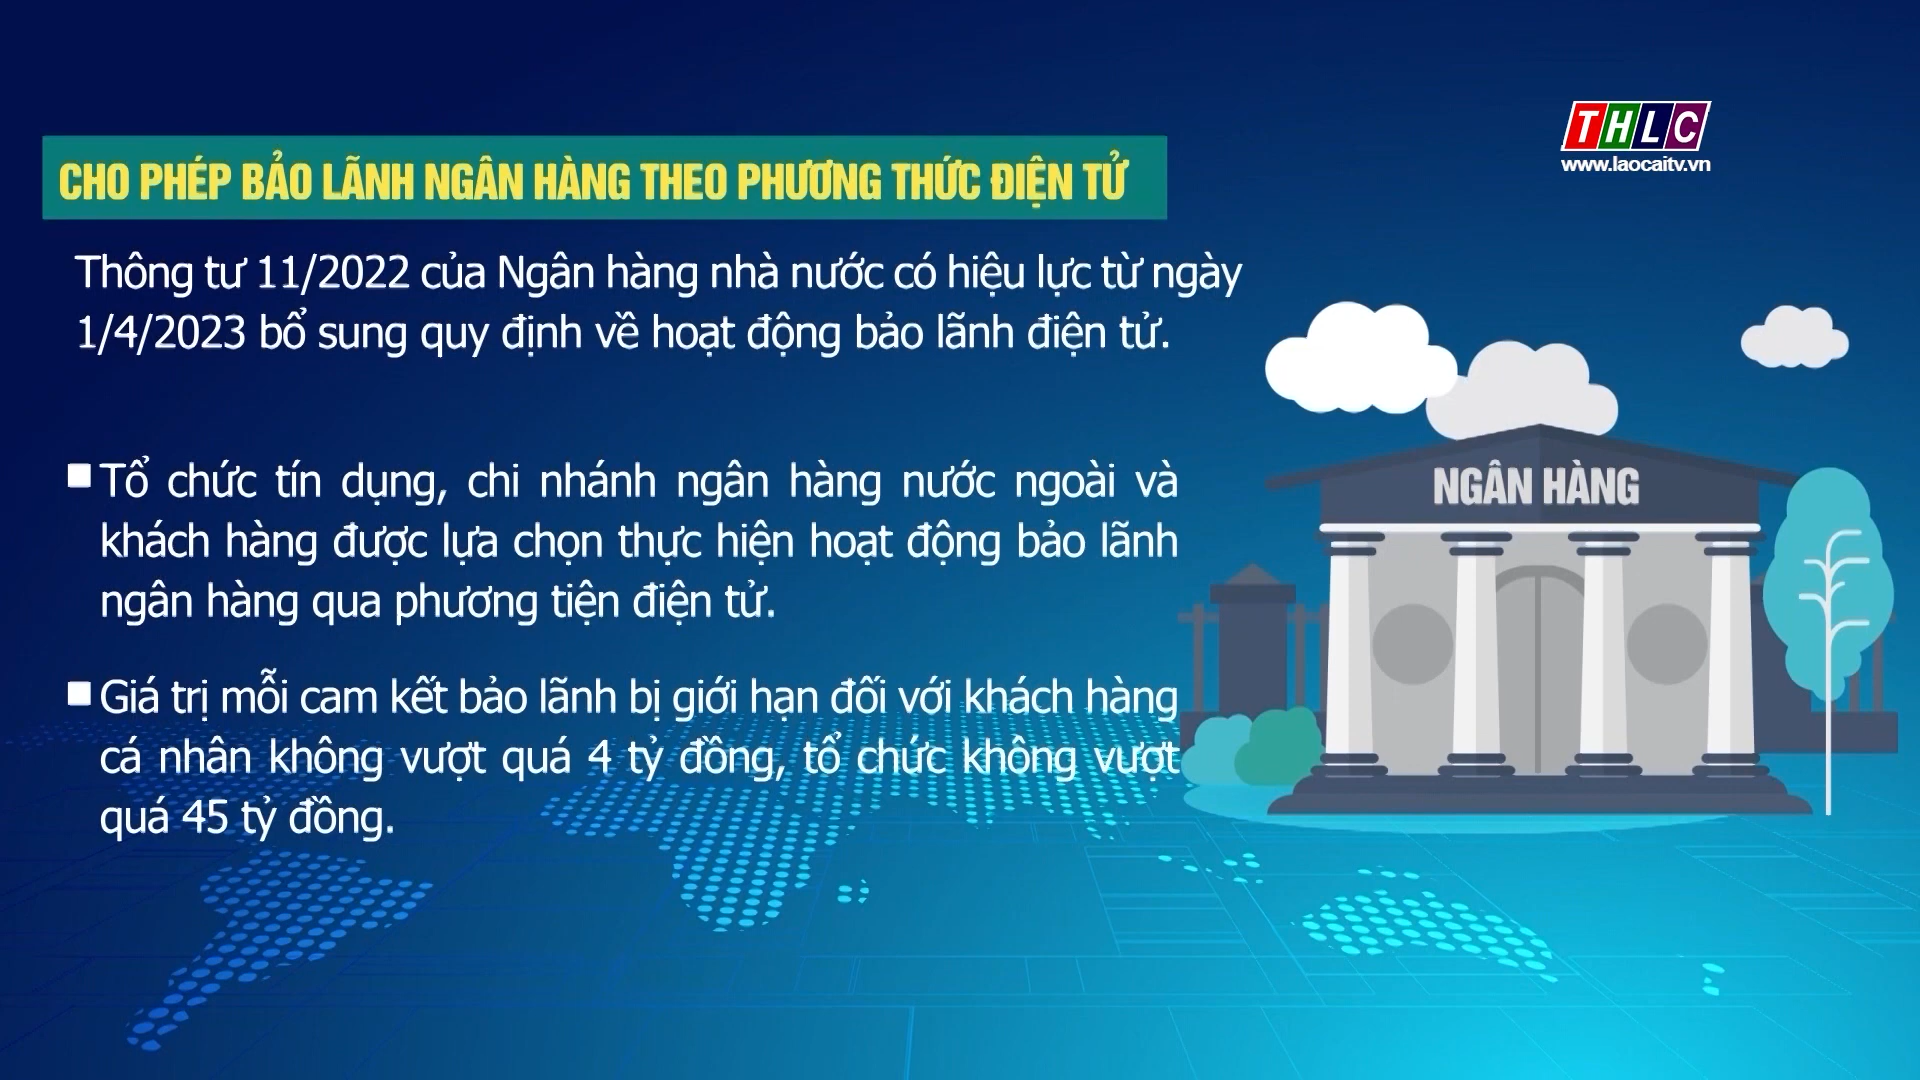 THLC
www.laocaitv.vn
CHO PHÉP BẢO LÃNH NGÂN HÀNG THEO PHƯƠNG THỨC ĐIỆN TỬ
Thông tư 11/2022 của Ngân hàng nhà nước có hiệu lực từ ngày
1/4/2023 bổ sung quy định về hoạt động bảo lãnh điện tử.
Tổ chức tín dụng, chi nhánh ngân hàng nước ngoài và
khách hàng được lựa chọn thực hiện hoạt động bảo lãnh
ngân hàng qua phương tiện điện tử.
Giá trị mỗi cam kết bảo lãnh bị giới hạn đối với khách hàng
cá nhân không vượt quá 4 tỷ đồng, tổ chức không vượt
quá 45 tỷ đồng.
NGÂN HÀNG